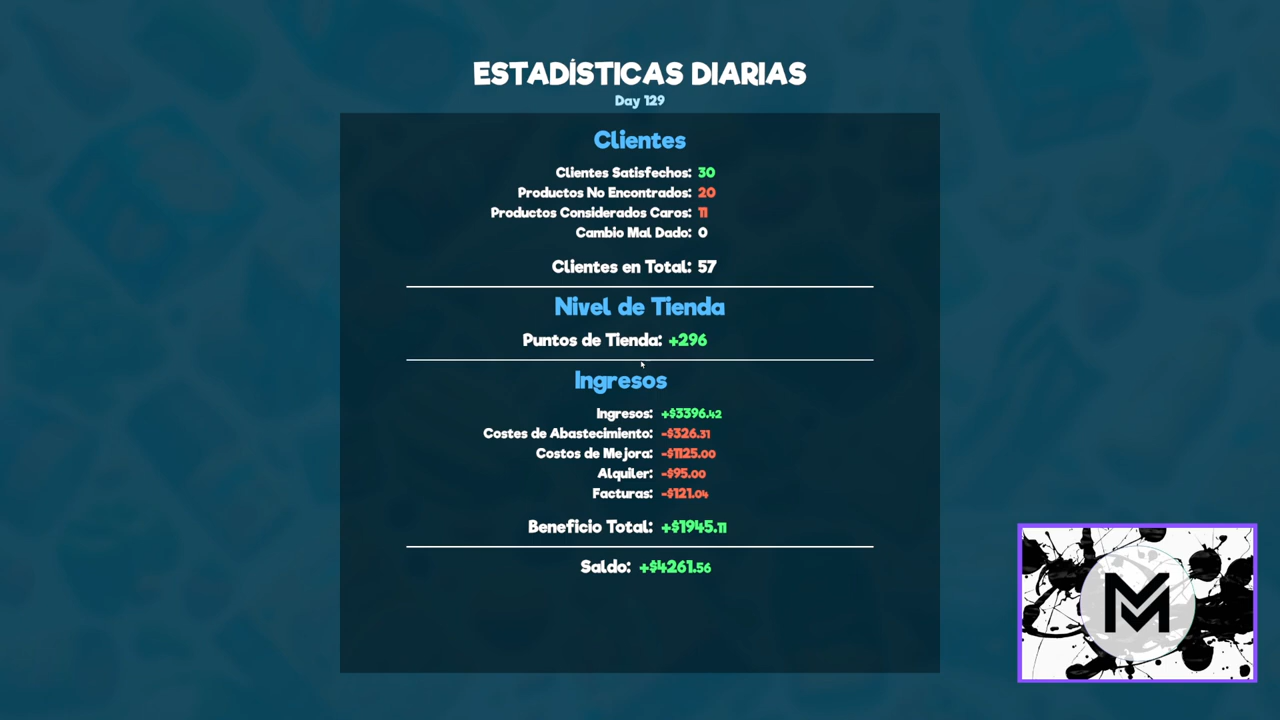 ESTADÍSTICAS DIARIAS
Day 129
Clientes
Clientes Satisfechos: 30
Productos No Encontrados: 20
Productos Considerados Caros: 11
Cambio Mal Dado: 0
Clientes en Total: 57
Nivel de Tienda
Puntos de Tienda: +296
Ingresos
Ingresos: +$3396.42
Costes de Abastecimiento: -$326.31
Costos de Mejora: -$1125.00
Alquiler: -$95.00
Facturas: -$121.04
Beneficio Total: +$1945.11
Saldo: +$4261.56
M